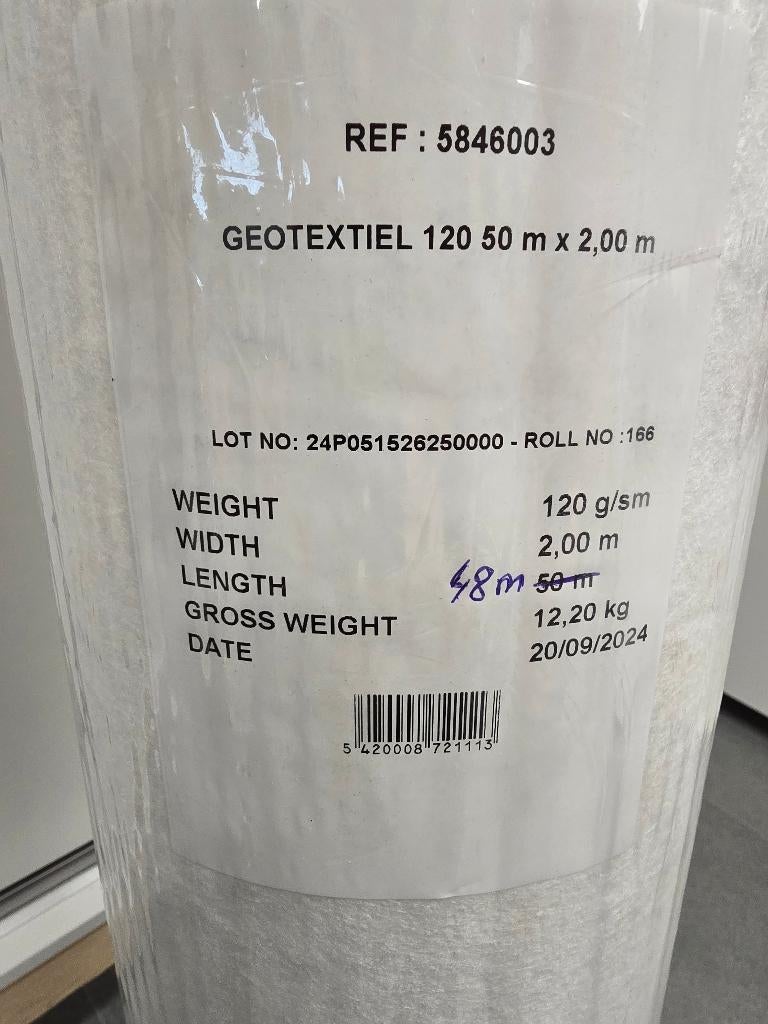 REF : 5846003
GEOTEXTIEL 120 50 m x 2,00 m
LOT NO: 24P051526250000 - ROLL NO :166
WEIGHT 120 g/sm
WIDTH 2,00 m
LENGTH 48m 50 m
GROSS WEIGHT 12,20 kg
DATE 20/09/2024
5 420008 721113